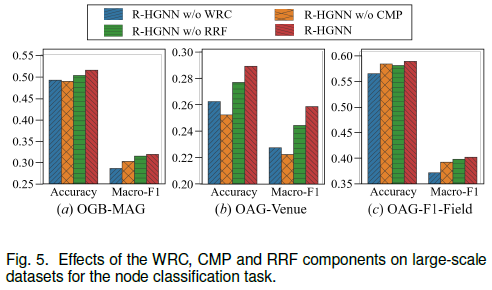 R-HGNN w/o WRC R-HGNN w/o CMP
R-HGNN w/o RRF R-HGNN
0.55
0.50
0.45
0.40
0.35
0.30
0.25
Accuracy Macro-F1
(a) OGB-MAG
0.30
0.28
0.26
0.24
0.22
0.20
Accuracy Macro-F1
(b) OAG-Venue
0.60
0.55
0.50
0.45
0.40
0.35
Accuracy Macro-F1
(c) OAG-F1-Field
Fig. 5. Effects of the WRC, CMP and RRF components on large-scale
datasets for the node classification task.